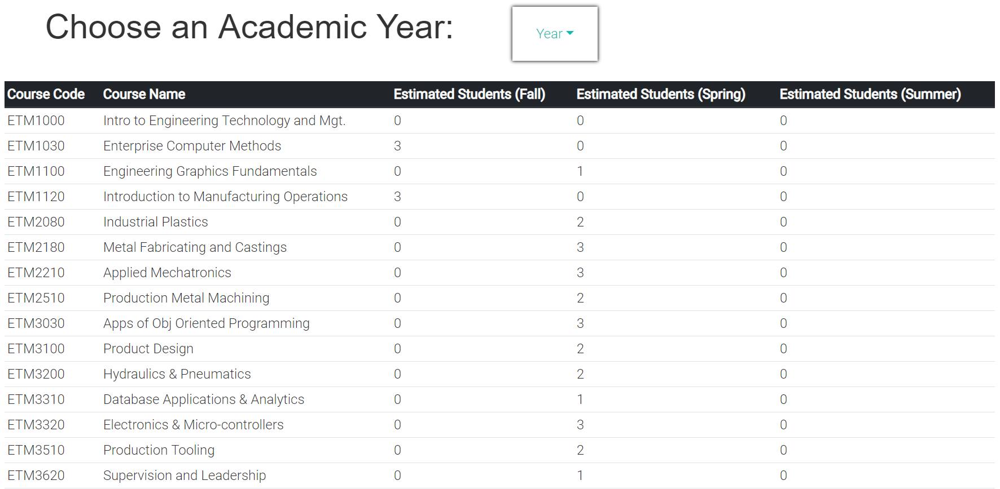 Choose an Academic Year:
Year
Course Code Course Name Estimated Students (Fall) Estimated Students (Spring) Estimated Students (Summer)
ETM1000 Intro to Engineering Technology and Mgt. 0 0 0
ETM1030 Enterprise Computer Methods 3 0 0
ETM1100 Engineering Graphics Fundamentals 0 1 0
ETM1120 Introduction to Manufacturing Operations 3 0 0
ETM2080 Industrial Plastics 0 2 0
ETM2180 Metal Fabricating and Castings 0 3 0
ETM2210 Applied Mechatronics 0 3 0
ETM2510 Production Metal Machining 0 2 0
ETM3030 Apps of Obj Oriented Programming 0 3 0
ETM3100 Product Design 0 2 0
ETM3200 Hydraulics & Pneumatics 0 2 0
ETM3310 Database Applications & Analytics 0 1 0
ETM3320 Electronics & Micro-controllers 0 3 0
ETM3510 Production Tooling 0 2 0
ETM3620 Supervision and Leadership 0 1 0